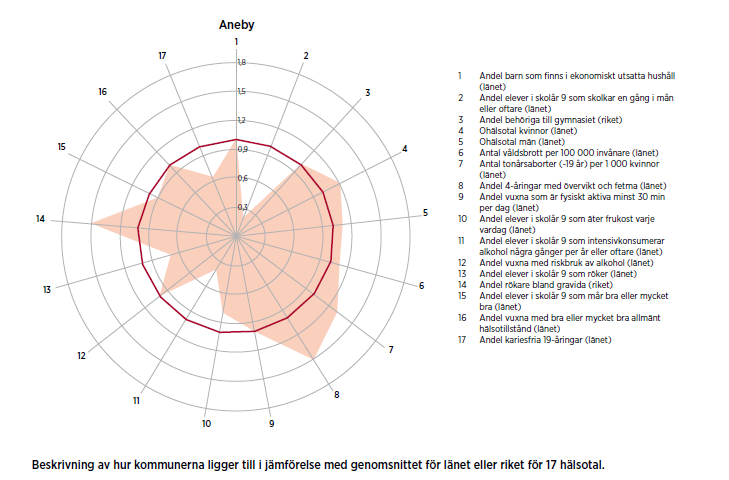 Aneby
1
2
3
4
5
6
7
8
9
10
11
12
13
14
15
16
17
1,8
1,5
1,2
0,9
0,6
0,3
1 Andel barn som finns i ekonomiskt utsatta hushåll
(länet)
2 Andel elever i skolår 9 som skolkar en gång i mån
eller oftare (länet)
3 Andel behöriga till gymnasiet (riket)
4 Ohälsotal kvinnor (länet)
5 Ohälsotal män (länet)
6 Antal våldsbrott per 100 000 invånare (länet)
7 Antal tonårsaborter (-19 år) per 1 000 kvinnor
(länet)
8 Andel 4-åringar med övervikt och fetma (länet)
9 Andel vuxna som är fysiskt aktiva minst 30 min
per dag (länet)
10 Andel elever i skolår 9 som äter frukost varje
vardag (länet)
11 Andel elever i skolår 9 som intensivkonsumerar
alkohol några gånger per år eller oftare (länet)
12 Andel vuxna med riskbruk av alkohol (länet)
13 Andel elever i skolår 9 som röker (länet)
14 Andel rökare bland gravida (riket)
15 Andel elever i skolår 9 som mår bra eller mycket
bra (länet)
16 Andel vuxna med bra eller mycket bra allmänt
hälsotillstånd (länet)
17 Andel kariesfria 19-åringar (länet)
Beskrivning av hur kommunerna ligger till i jämförelse med genomsnittet för länet eller riket för 17 hälsotal.